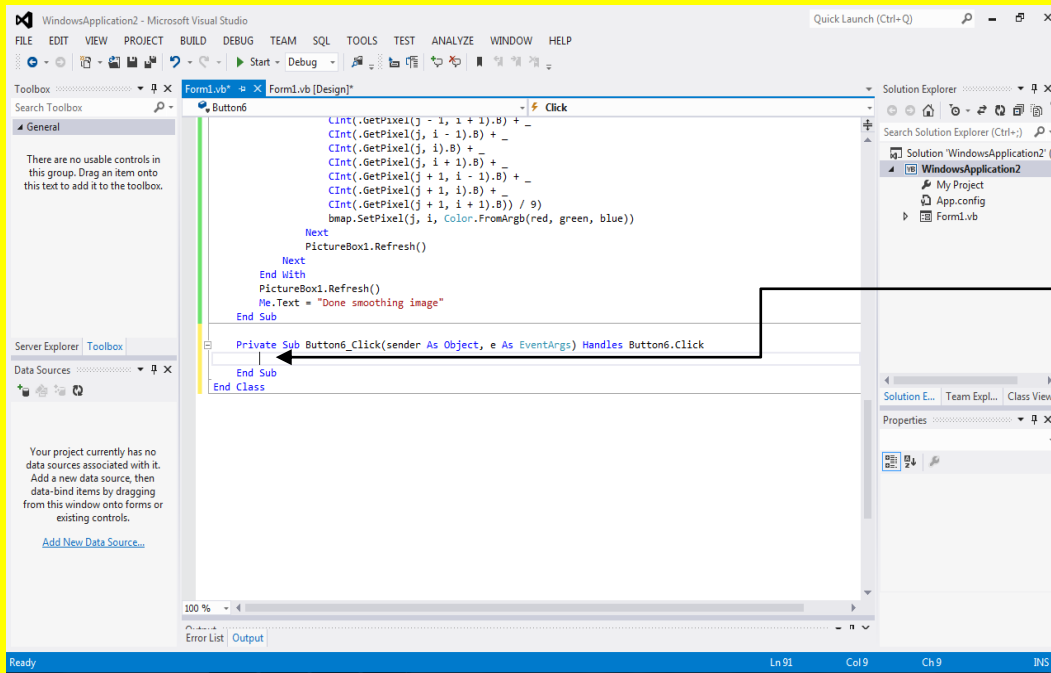 WindowsApplication2 - Microsoft Visual Studio
Quick Launch (Ctrl+Q)
FILE EDIT VIEW PROJECT BUILD DEBUG TEAM SQL TOOLS TEST ANALYZE WINDOW HELP
Start Debug
Toolbox
Search Toolbox
General
There are no usable controls in
this group. Drag an item onto
this text to add it to the toolbox.
Server Explorer Toolbox
Data Sources
Your project currently has no
data sources associated with it.
Add a new data source, then
data-bind items by dragging
from this window onto forms or
existing controls.
Add New Data Source...
Form1.vb* Form1.vb [Design]*
Button6 Click
CInt(.GetPixel(j - 1, i + 1).B) + _
CInt(.GetPixel(j, i - 1).B) + _
CInt(.GetPixel(j, i).B) + _
CInt(.GetPixel(j, i + 1).B) + _
CInt(.GetPixel(j + 1, i - 1).B) + _
CInt(.GetPixel(j + 1, i).B) + _
CInt(.GetPixel(j + 1, i + 1).B)) / 9)
bmap.SetPixel(j, i, Color.FromArgb(red, green, blue))
Next
PictureBox1.Refresh()
Next
End With
PictureBox1.Refresh()
Me.Text = "Done smoothing image"
End Sub
Private Sub Button6_Click(sender As Object, e As EventArgs) Handles Button6.Click
End Sub
End Class
100 %
Output
Error List Output
Solution Explorer
Search Solution Explorer (Ctrl+;)
Solution 'WindowsApplication2' (
VB WindowsApplication2
My Project
App.config
Form1.vb
Solution E... Team Expl... Class View
Properties
Ready Ln 91 Col 9 Ch 9 INS